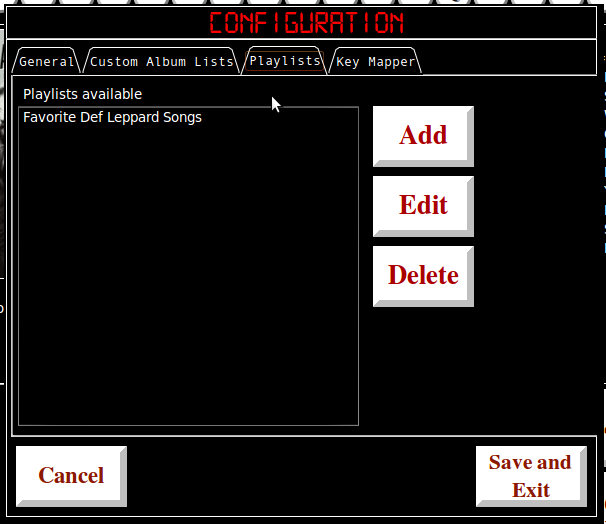 CONFIGURATION
General Custom Album Lists Playlists Key Mapper
Playlists available
Favorite Def Leppard Songs
Add
Edit
Delete
Cancel
Save and
Exit